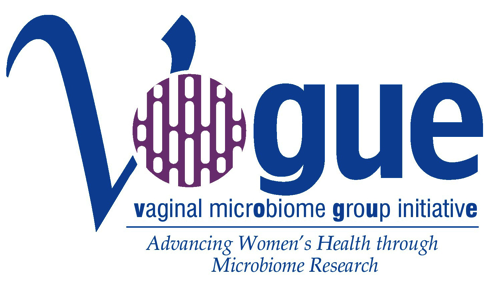 Vogue
vaginal microbiome group initiative
Advancing Women's Health through
Microbiome Research